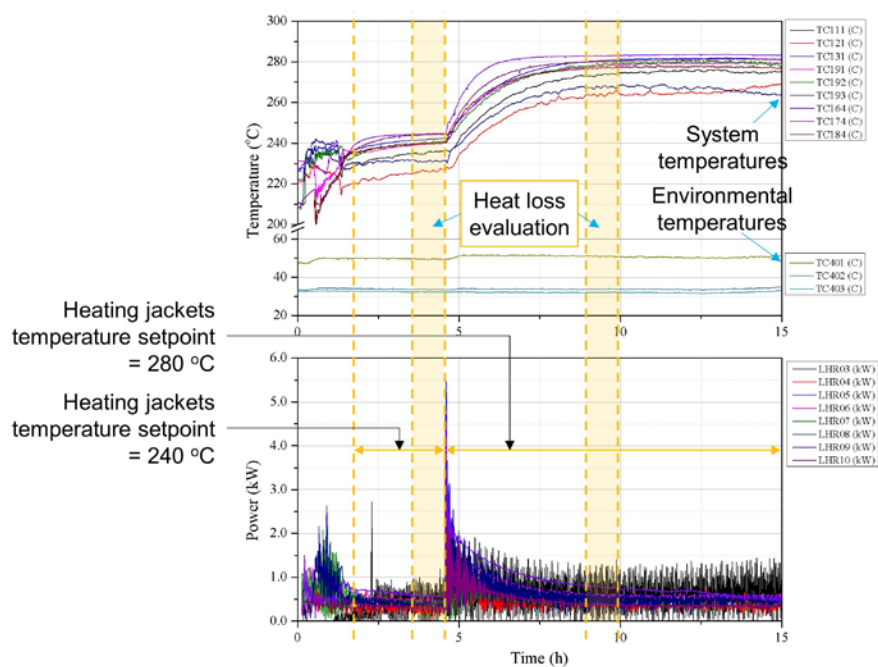 300
280
260
240
220
200
60
40
20
Temperature (°C)
0
5
10
15
TC111 (C)
TC121 (C)
TC131 (C)
TC191 (C)
TC192 (C)
TC193 (C)
TC164 (C)
TC174 (C)
TC184 (C)
System
temperatures
Environmental
temperatures
Heat loss
evaluation
TC401 (C)
TC402 (C)
TC403 (C)
Heating jackets
temperature setpoint
= 280 °C
Heating jackets
temperature setpoint
= 240 °C
6.0
5.0
4.0
3.0
2.0
1.0
0.0
Power (kW)
0
5
10
15
Time (h)
LHR03 (kW)
LHR04 (kW)
LHR05 (kW)
LHR06 (kW)
LHR07 (kW)
LHR08 (kW)
LHR09 (kW)
LHR10 (kW)